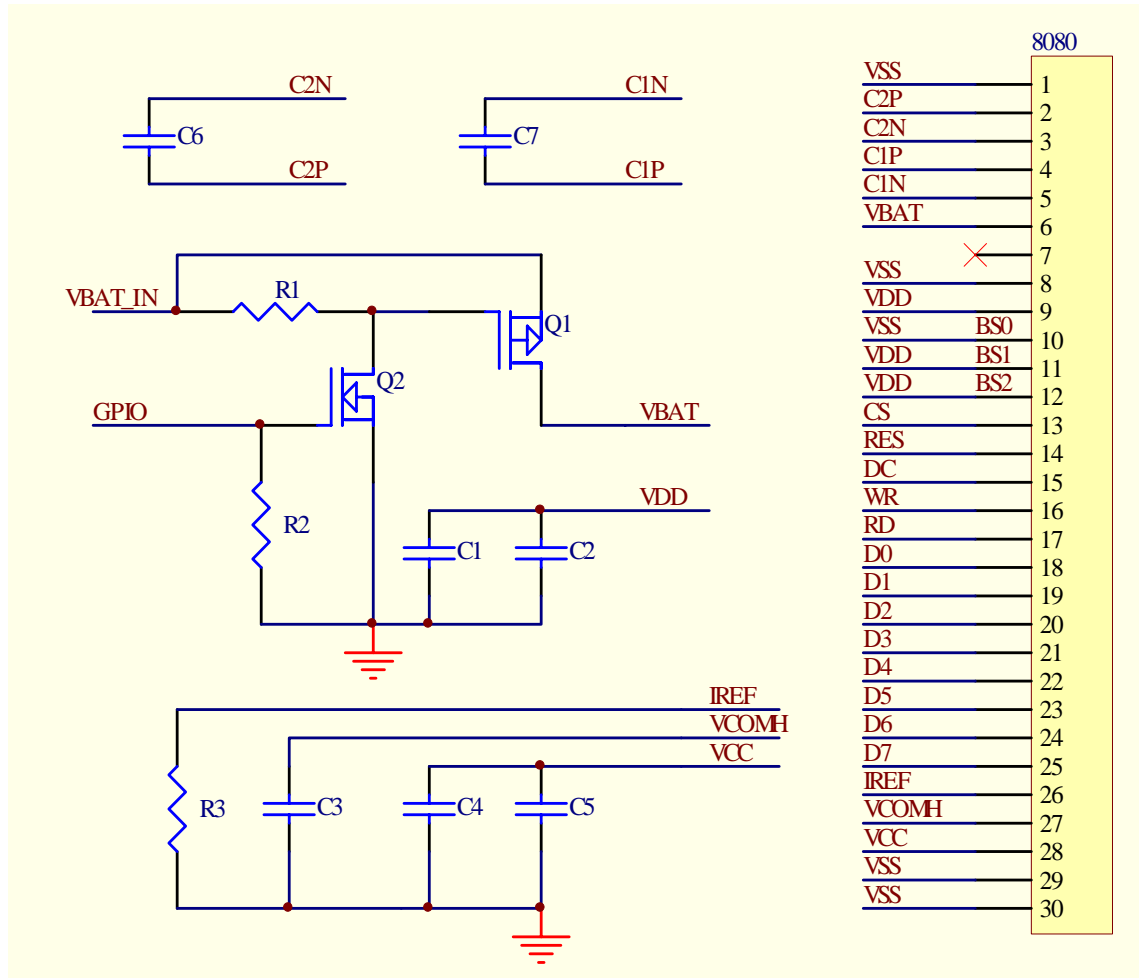 8080
C2N
C6
C2P
C1N
C7
C1P
VBAT_IN
R1
Q1
Q2
GPIO
VBAT
R2
VDD
C1
C2
IREF
VCOMH
VCC
R3
C3
C4
C5
VSS 1
C2P 2
C2N 3
C1P 4
C1N 5
VBAT 6
7
VSS 8
VDD 9
VSS BS0 10
VDD BS1 11
VDD BS2 12
CS 13
RES 14
DC 15
WR 16
RD 17
D0 18
D1 19
D2 20
D3 21
D4 22
D5 23
D6 24
D7 25
IREF 26
VCOMH 27
VCC 28
VSS 29
VSS 30